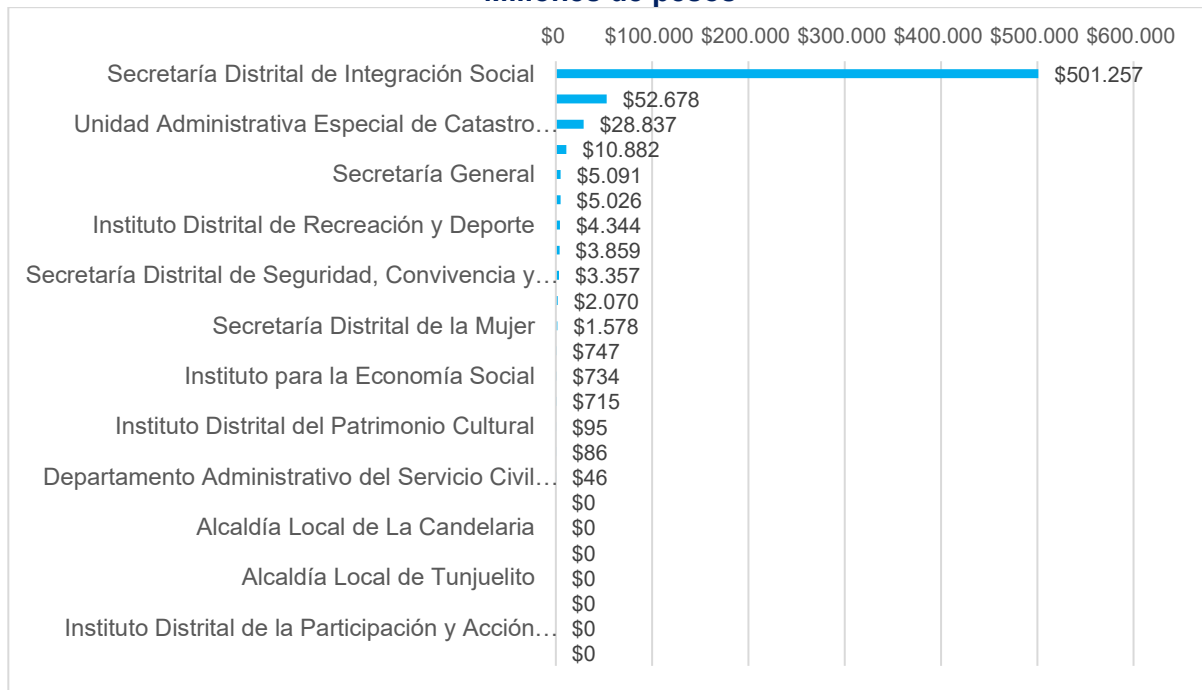 Millones de pesos
$0 $100.000 $200.000 $300.000 $400.000 $500.000 $600.000
Secretaría Distrital de Integración Social $501.257
$52.678
Unidad Administrativa Especial de Catastro… $28.837
$10.882
Secretaría General $5.091
$5.026
Instituto Distrital de Recreación y Deporte $4.344
$3.859
Secretaría Distrital de Seguridad, Convivencia y… $3.357
$2.070
Secretaría Distrital de la Mujer $1.578
$747
Instituto para la Economía Social $734
$715
Instituto Distrital del Patrimonio Cultural $95
$86
Departamento Administrativo del Servicio Civil… $46
$0
Alcaldía Local de La Candelaria $0
$0
Alcaldía Local de Tunjuelito $0
$0
Instituto Distrital de la Participación y Acción… $0
$0